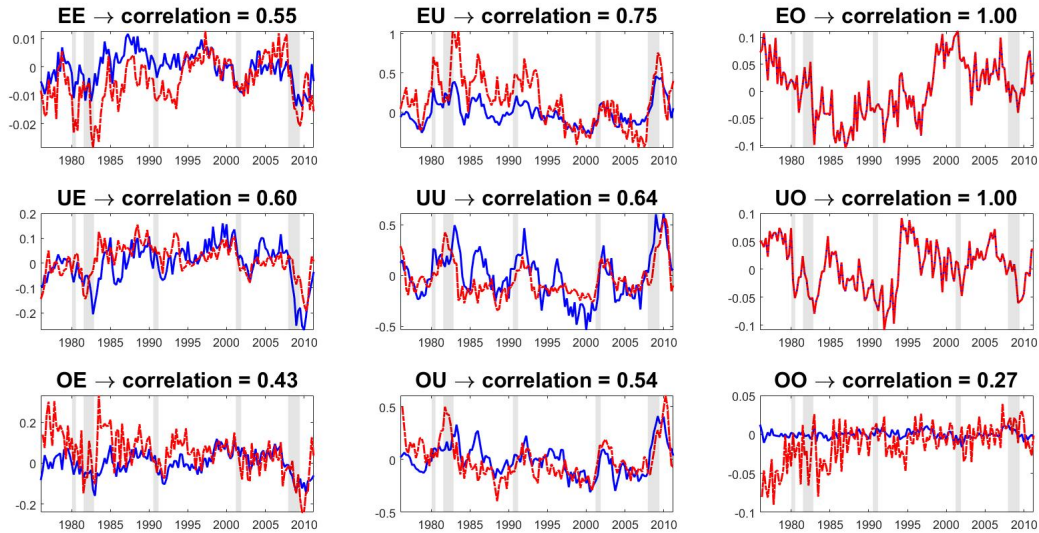 EE → correlation = 0.55
EU → correlation = 0.75
EO → correlation = 1.00
0.01
0
-0.01
-0.02
1980 1985 1990 1995 2000 2005 2010
1
0.5
0
1980 1985 1990 1995 2000 2005 2010
0.1
0.05
0
-0.05
-0.1
1980 1985 1990 1995 2000 2005 2010
UE → correlation = 0.60
UU → correlation = 0.64
UO → correlation = 1.00
0.2
0.1
0
-0.1
-0.2
1980 1985 1990 1995 2000 2005 2010
0.5
0
-0.5
1980 1985 1990 1995 2000 2005 2010
0.1
0.05
0
-0.05
-0.1
1980 1985 1990 1995 2000 2005 2010
OE → correlation = 0.43
OU → correlation = 0.54
OO → correlation = 0.27
0.2
0
-0.2
1980 1985 1990 1995 2000 2005 2010
0.5
0
-0.5
1980 1985 1990 1995 2000 2005 2010
0.05
0
-0.05
-0.1
1980 1985 1990 1995 2000 2005 2010